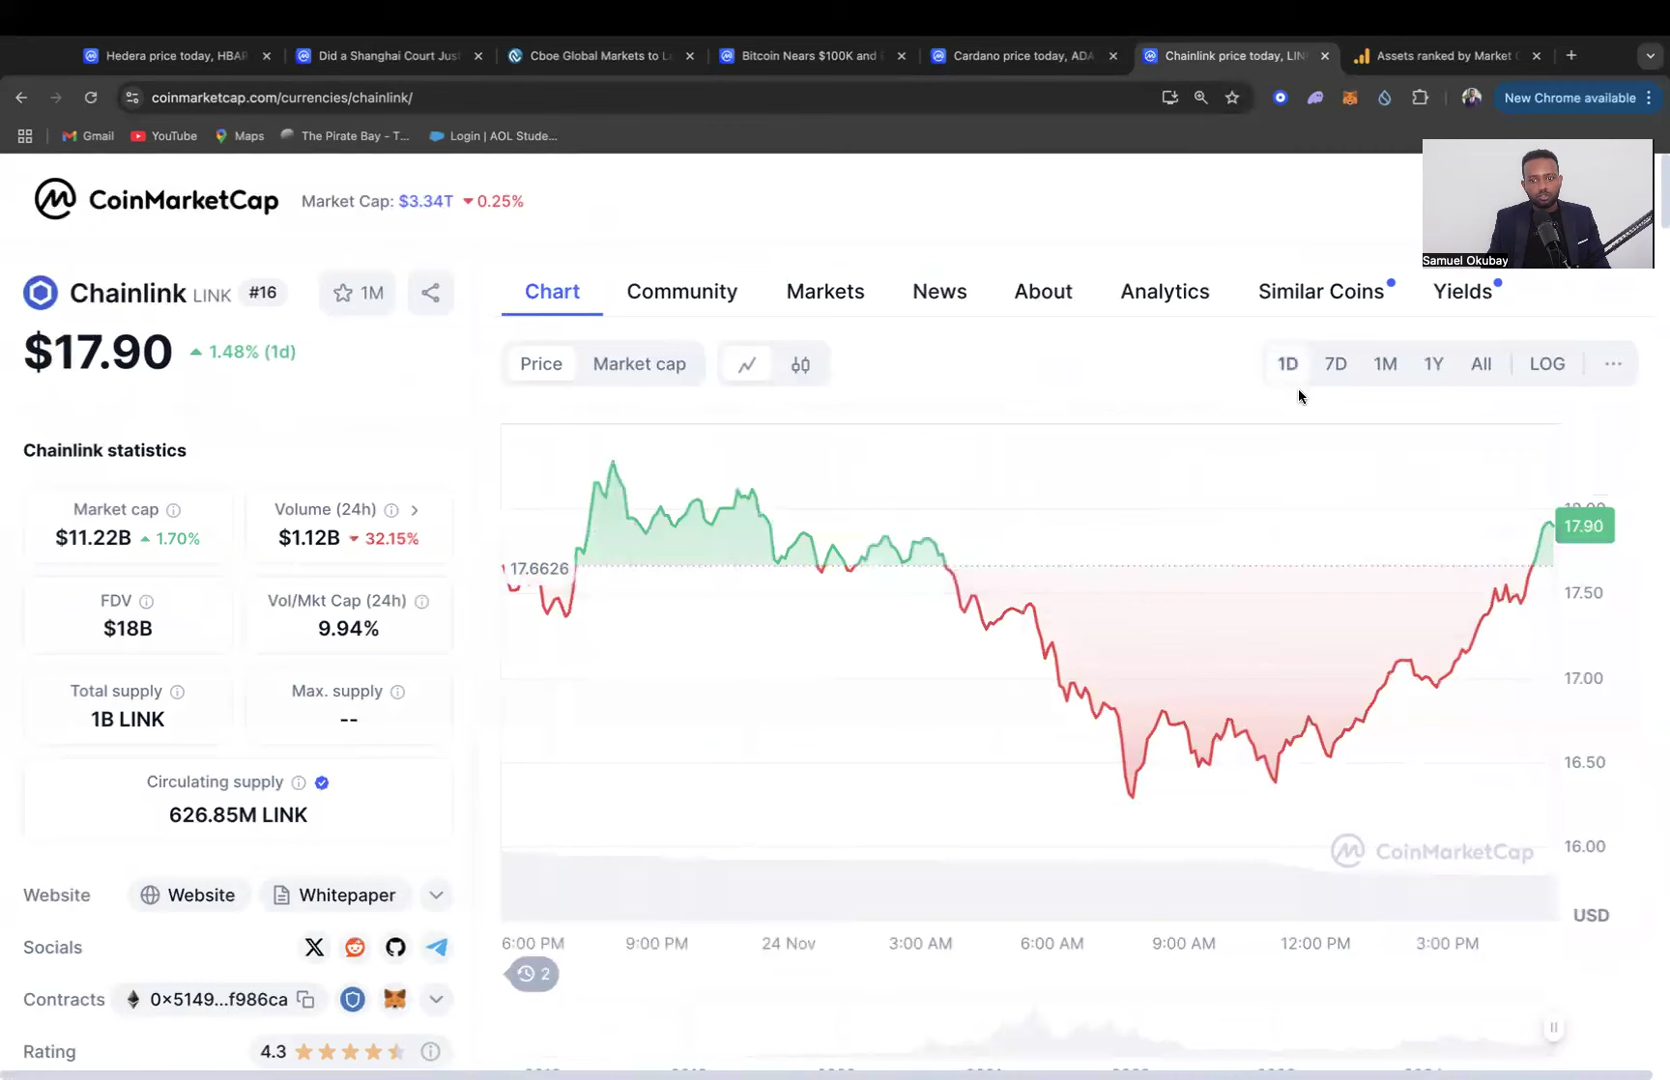 Hedera price today, HBAR
Did a Shanghai Court Just
Cboe Global Markets to La
Bitcoin Nears $100K and
Cardano price today, ADA
Chainlink price today, LIN
Assets ranked by Market
coinmarketcap.com/currencies/chainlink/
New Chrome available
Gmail
YouTube
Maps
The Pirate Bay - T...
Login | AOL Stude...
CoinMarketCap
Market Cap: $3.34T 0.25%
Samuel Okubay
Chainlink LINK #16
1M
Chart
Community
Markets
News
About
Analytics
Similar Coins
Yields
$17.90 1.48% (1d)
Price
Market cap
1D
7D
1M
1Y
All
LOG
Chainlink statistics
Market cap
$11.22B 1.70%
Volume (24h)
$1.12B 32.15%
FDV
$18B
Vol/Mkt Cap (24h)
9.94%
Total supply
1B LINK
Max. supply
--
Circulating supply
626.85M LINK
Website
Website
Whitepaper
Socials
Contracts
0x5149...f986ca
Rating
4.3
17.6626
17.90
17.50
17.00
16.50
16.00
CoinMarketCap
USD
6:00 PM
9:00 PM
24 Nov
3:00 AM
6:00 AM
9:00 AM
12:00 PM
3:00 PM
2